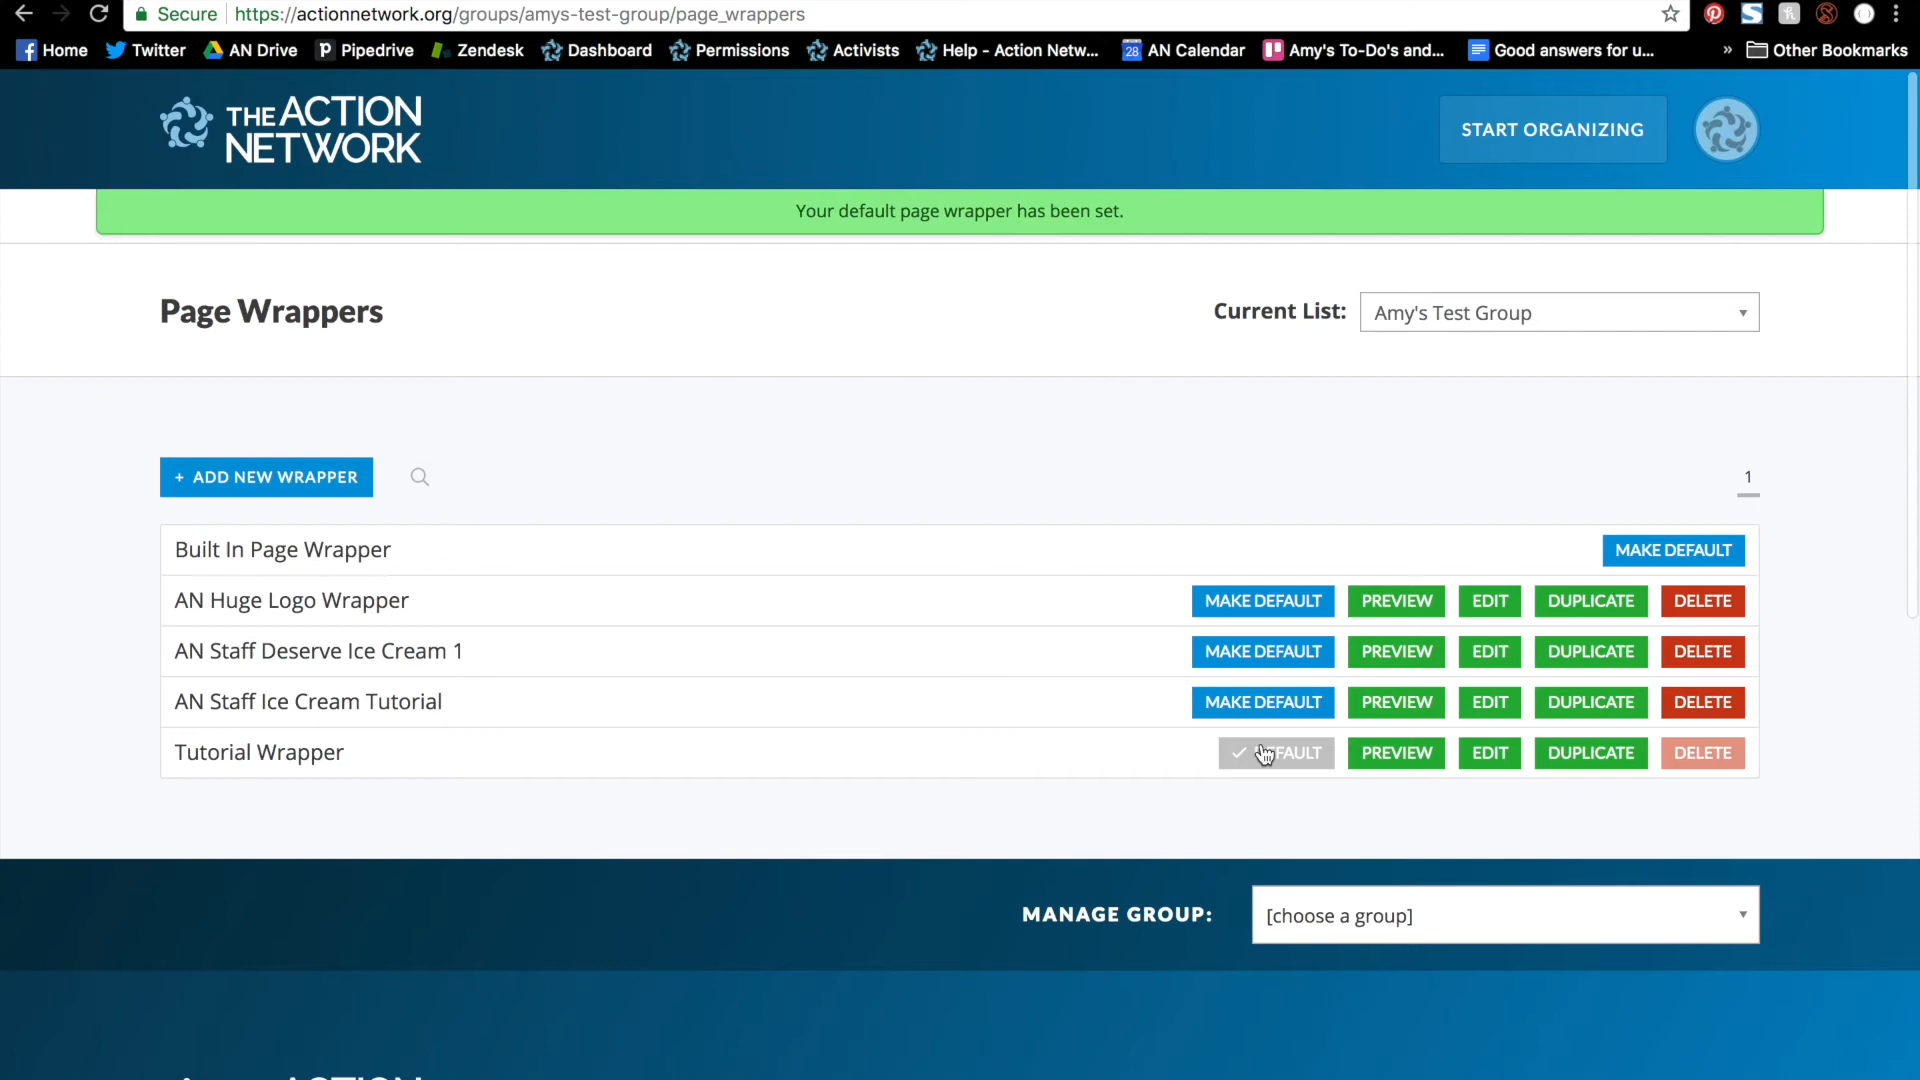 Secure https://actionnetwork.org/groups/amys-test-group/page_wrappers
Home Twitter AN Drive Pipedrive Zendesk Dashboard Permissions Activists Help - Action Netw... 28 AN Calendar Amy's To-Do's and... Good answers for u... » Other Bookmarks
THE ACTION
NETWORK
START ORGANIZING
Your default page wrapper has been set.
Page Wrappers
Current List: Amy's Test Group
+ ADD NEW WRAPPER 1
Built In Page Wrapper MAKE DEFAULT
AN Huge Logo Wrapper MAKE DEFAULT PREVIEW EDIT DUPLICATE DELETE
AN Staff Deserve Ice Cream 1 MAKE DEFAULT PREVIEW EDIT DUPLICATE DELETE
AN Staff Ice Cream Tutorial MAKE DEFAULT PREVIEW EDIT DUPLICATE DELETE
Tutorial Wrapper DEFAULT PREVIEW EDIT DUPLICATE DELETE
MANAGE GROUP: [choose a group]